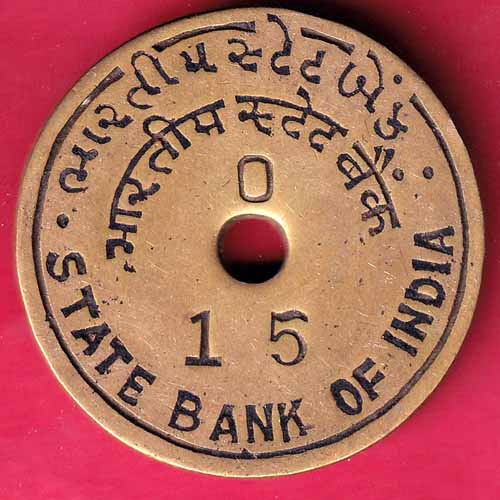 ભારતીય સ્ટેટ બેંક
भारतीय स्टेट बैंक
0
15
STATE BANK OF INDIA